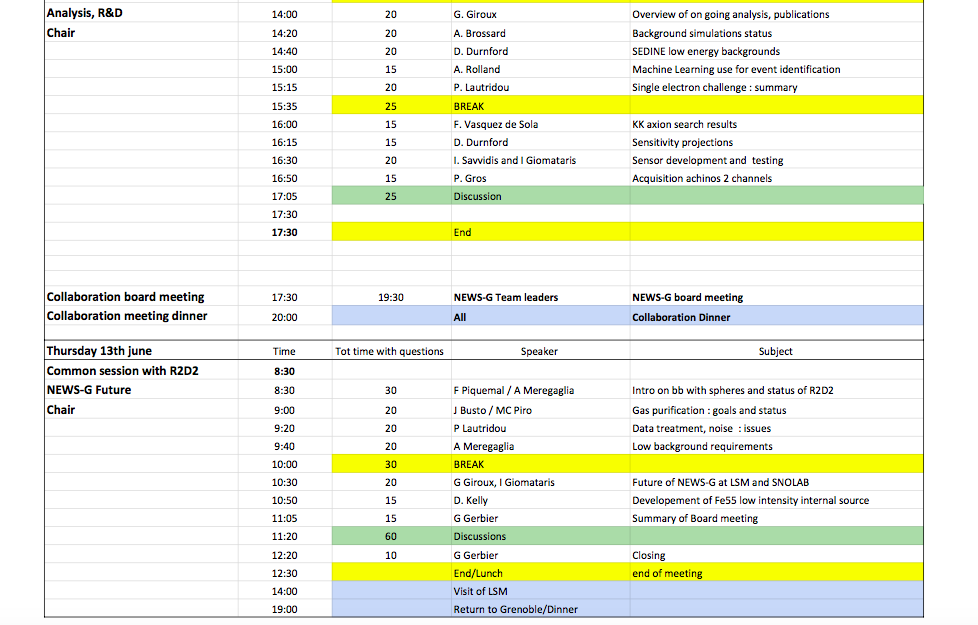 Analysis, R&D 14:00 20 G. Giroux Overview of on going analysis, publications
Chair 14:20 20 A. Brossard Background simulations status
14:40 20 D. Durnford SEDINE low energy backgrounds
15:00 15 A. Rolland Machine Learning use for event identification
15:15 20 P. Lautridou Single electron challenge : summary
15:35 25 BREAK
16:00 15 F. Vasquez de Sola KK axion search results
16:15 15 D. Durnford Sensitivity projections
16:30 20 I. Savvidis and I Giomataris Sensor development and testing
16:50 15 P. Gros Acquisition achinos 2 channels
17:05 25 Discussion
17:30
17:30 End
Collaboration board meeting 17:30 19:30 NEWS-G Team leaders NEWS-G board meeting
Collaboration meeting dinner 20:00 All Collaboration Dinner
Thursday 13th june Time Tot time with questions Speaker Subject
Common session with R2D2 8:30
NEWS-G Future 8:30 30 F Piquemal / A Meregaglia Intro on bb with spheres and status of R2D2
Chair 9:00 20 J Busto / MC Piro Gas purification : goals and status
9:20 20 P Lautridou Data treatment, noise : issues
9:40 20 A Meregaglia Low background requirements
10:00 30 BREAK
10:30 20 G Giroux, I Giomataris Future of NEWS-G at LSM and SNOLAB
10:50 15 D. Kelly Developement of Fe55 low intensity internal source
11:05 15 G Gerbier Summary of Board meeting
11:20 60 Discussions
12:20 10 G Gerbier Closing
12:30 End/Lunch end of meeting
14:00 Visit of LSM
19:00 Return to Grenoble/Dinner